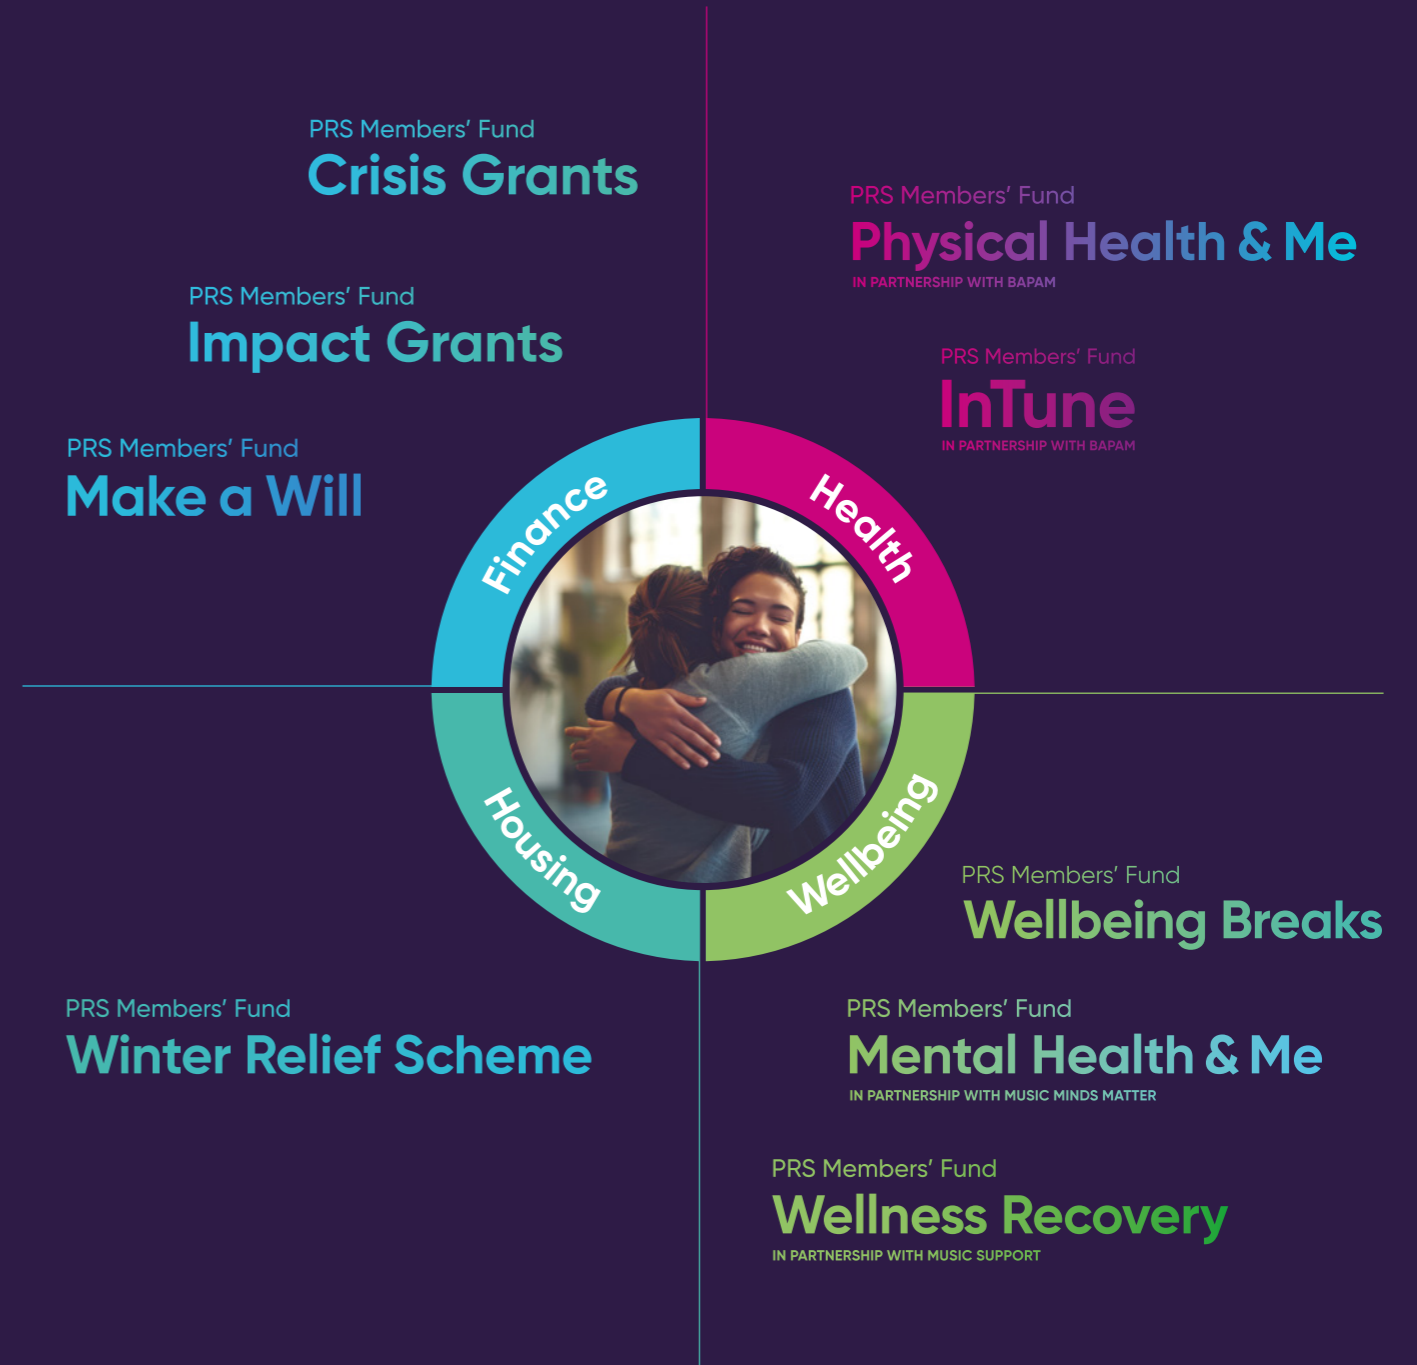 PRS Members’ Fund
Crisis Grants
PRS Members’ Fund
Impact Grants
PRS Members’ Fund
Make a Will
PRS Members’ Fund
Physical Health & Me
IN PARTNERSHIP WITH BAPAM
PRS Members’ Fund
InTune
IN PARTNERSHIP WITH BAPAM
Finance
Health
Housing
Wellbeing
PRS Members’ Fund
Winter Relief Scheme
PRS Members’ Fund
Wellbeing Breaks
PRS Members’ Fund
Mental Health & Me
IN PARTNERSHIP WITH MUSIC MINDS MATTER
PRS Members’ Fund
Wellness Recovery
IN PARTNERSHIP WITH MUSIC SUPPORT